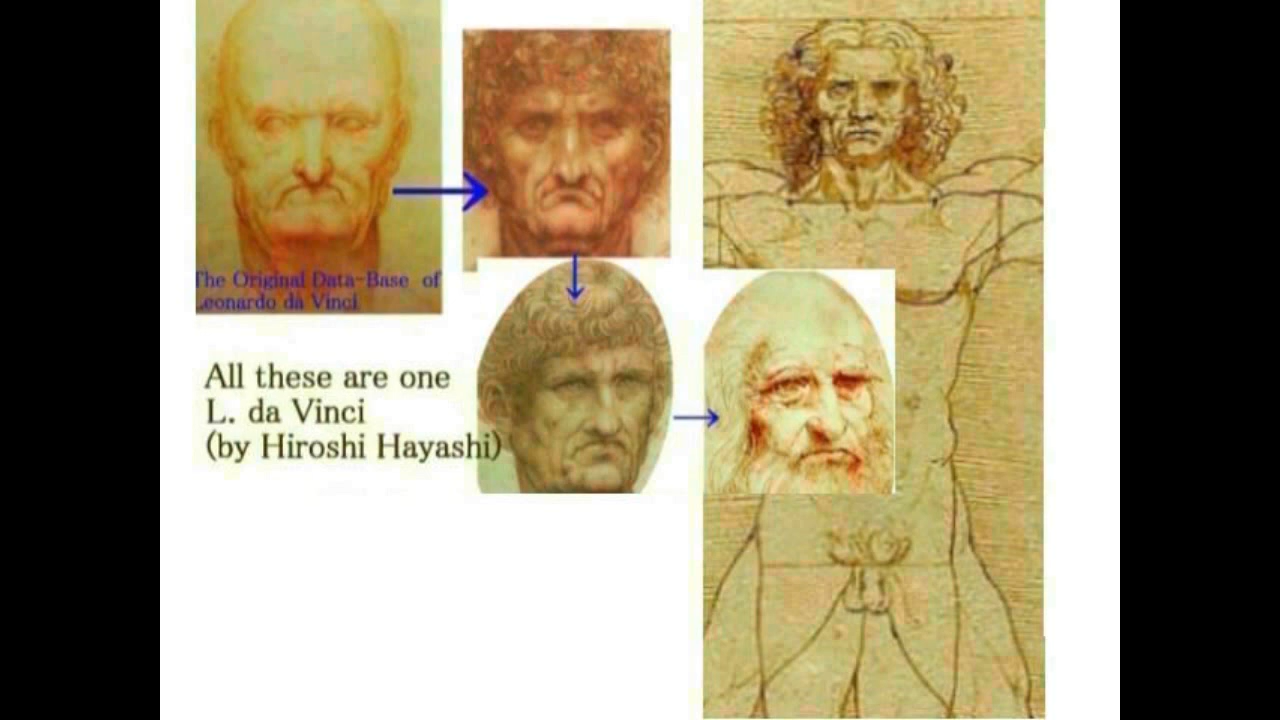 The Original Data-Base of
Leonardo da Vinci
All these are one
L. da Vinci
(by Hiroshi Hayashi)